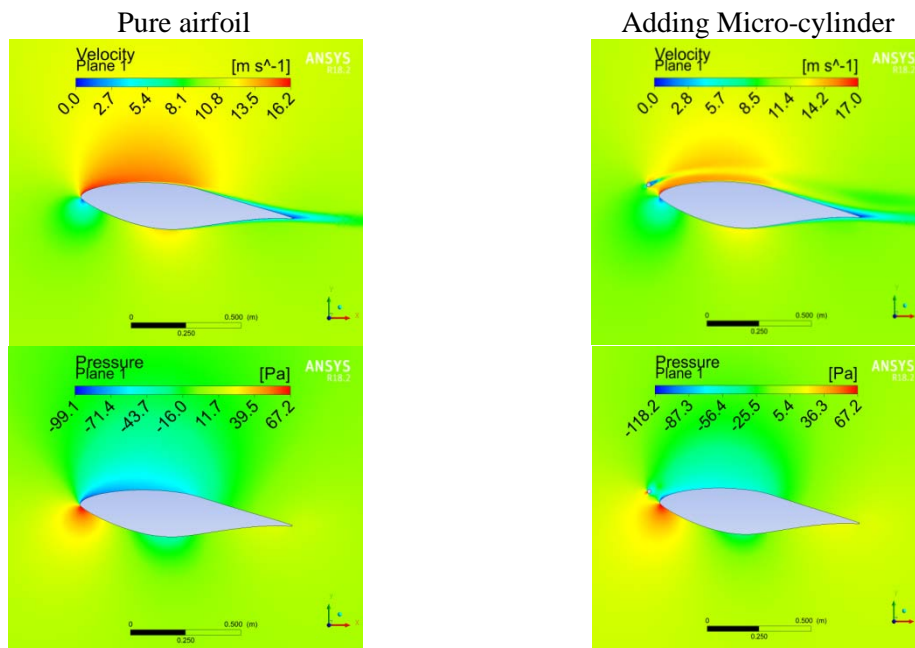 Pure airfoil
Adding Micro-cylinder
Velocity
Plane 1
[m s^-1]
ANSYS
R18.2
0.0 2.7 5.4 8.1 10.8 13.5 16.2
0 0.500 (m)
0.250
Y
X
Velocity
Plane 1
[m s^-1]
ANSYS
R18.2
0.0 2.8 5.7 8.5 11.4 14.2 17.0
0 0.500 (m)
0.250
Y
X
Pressure
Plane 1
[Pa]
ANSYS
R18.2
-99.1 -71.4 -43.7 -16.0 11.7 39.5 67.2
0 0.500 (m)
0.250
Y
X
Pressure
Plane 1
[Pa]
ANSYS
R18.2
-118.2 -87.3 -56.4 -25.5 5.4 36.3 67.2
0 0.500 (m)
0.250
Y
X